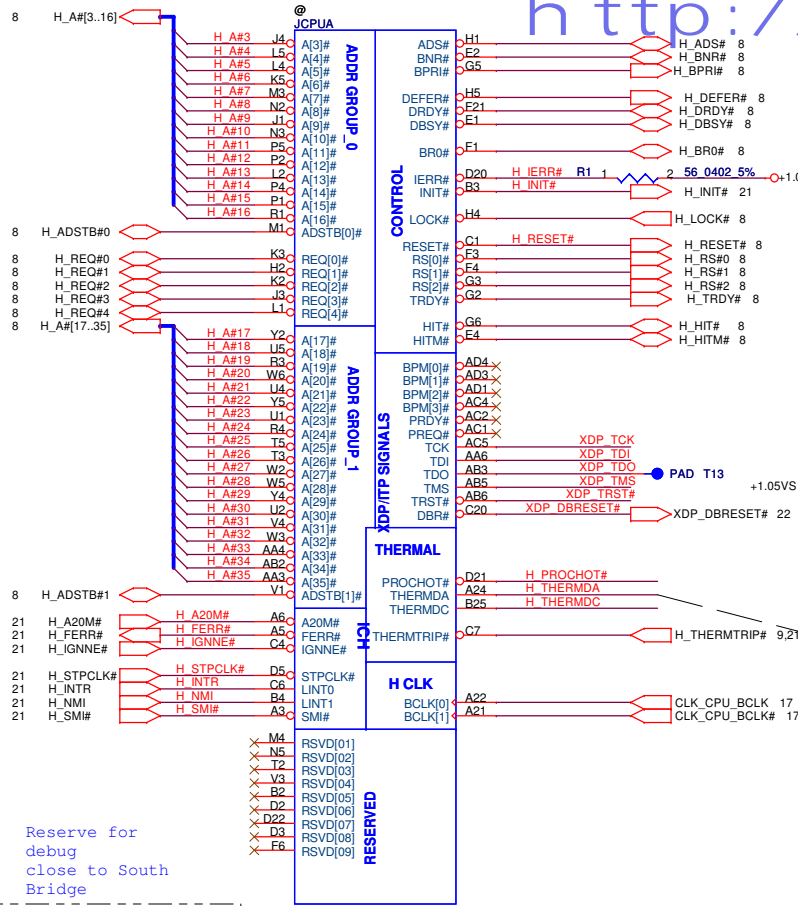 http:/
@
JCPUA
8 H_A#[3..16]
H_A#3 J4 A[3]#
H_A#4 L5 A[4]#
H_A#5 L4 A[5]#
H_A#6 K5 A[6]#
H_A#7 M3 A[7]#
H_A#8 N2 A[8]#
H_A#9 J1 A[9]#
H_A#10 N3 A[10]#
H_A#11 P5 A[11]#
H_A#12 P2 A[12]#
H_A#13 L2 A[13]#
H_A#14 P4 A[14]#
H_A#15 P1 A[15]#
H_A#16 R1 A[16]#
8 H_ADSTB#0 M1 ADSTB[0]#
ADDR GROUP_0
8 H_REQ#0 K3 REQ[0]#
8 H_REQ#1 H2 REQ[1]#
8 H_REQ#2 K2 REQ[2]#
8 H_REQ#3 J3 REQ[3]#
8 H_REQ#4 L1 REQ[4]#
8 H_A#[17..35]
H_A#17 Y2 A[17]#
H_A#18 U5 A[18]#
H_A#19 R3 A[19]#
H_A#20 W6 A[20]#
H_A#21 U4 A[21]#
H_A#22 Y5 A[22]#
H_A#23 U1 A[23]#
H_A#24 R4 A[24]#
H_A#25 T5 A[25]#
H_A#26 T3 A[26]#
H_A#27 W2 A[27]#
H_A#28 W5 A[28]#
H_A#29 Y4 A[29]#
H_A#30 U2 A[30]#
H_A#31 V4 A[31]#
H_A#32 W3 A[32]#
H_A#33 AA4 A[33]#
H_A#34 AB2 A[34]#
H_A#35 AA3 A[35]#
8 H_ADSTB#1 V1 ADSTB[1]#
ADDR GROUP_1
21 H_A20M# H_A20M# A6 A20M#
21 H_FERR# H_FERR# A5 FERR#
21 H_IGNNE# H_IGNNE# C4 IGNNE#
ICH
21 H_STPCLK# H_STPCLK# D5 STPCLK#
21 H_INTR H_INTR C6 LINT0
21 H_NMI H_NMI B4 LINT1
21 H_SMI# H_SMI# A3 SMI#
M4 RSVD[01]
N5 RSVD[02]
T2 RSVD[03]
V3 RSVD[04]
B2 RSVD[05]
D2 RSVD[06]
D22 RSVD[07]
D3 RSVD[08]
F6 RSVD[09]
RESERVED
CONTROL
ADS# H1 H_ADS# 8
BNR# E2 H_BNR# 8
BPRI# G5 H_BPRI# 8
DEFER# H5 H_DEFER# 8
DRDY# F21 H_DRDY# 8
DBSY# E1 H_DBSY# 8
BR0# F1 H_BR0# 8
IERR# D20 H_IERR# R1 1 2 56_0402_5% +1.0
INIT# B3 H_INIT# H_INIT# 21
LOCK# H4 H_LOCK# 8
RESET# C1 H_RESET# H_RESET# 8
RS[0]# F3 H_RS#0 8
RS[1]# F4 H_RS#1 8
RS[2]# G3 H_RS#2 8
TRDY# G2 H_TRDY# 8
HIT# G6 H_HIT# 8
HITM# E4 H_HITM# 8
XDP/ITP SIGNALS
BPM[0]# AD4
BPM[1]# AD3
BPM[2]# AD1
BPM[3]# AC4
PRDY# AC2
PREQ# AC1
TCK AC5 XDP_TCK
TDI AA6 XDP_TDI
TDO AB3 XDP_TDO PAD T13
TMS AB5 XDP_TMS
+1.05VS
TRST# AB6 XDP_TRST#
DBR# C20 XDP_DBRESET# XDP_DBRESET# 22
THERMAL
PROCHOT# D21 H_PROCHOT#
THERMDA A24 H_THERMDA
THERMDC B25 H_THERMDC
THERMTRIP# C7 H_THERMTRIP# 9,21
H CLK
BCLK[0] A22 CLK_CPU_BCLK 17
BCLK[1] A21 CLK_CPU_BCLK# 17
Reserve for
debug
close to South
Bridge